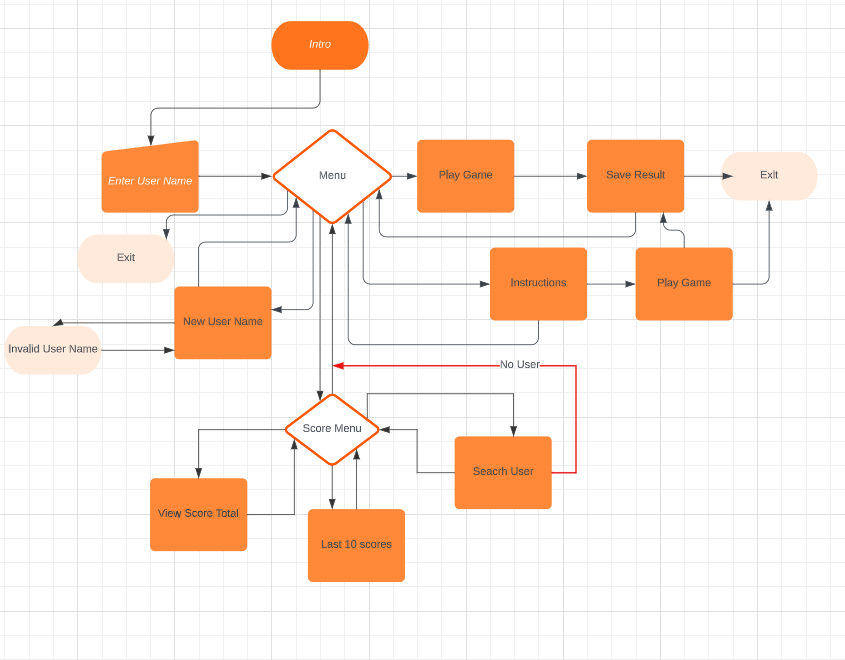 Intro
Enter User Name
Menu
Play Game
Save Result
Exit
Exit
Instructions
Play Game
New User Name
Invalid User Name
No User
Score Menu
Seacrh User
View Score Total
Last 10 scores